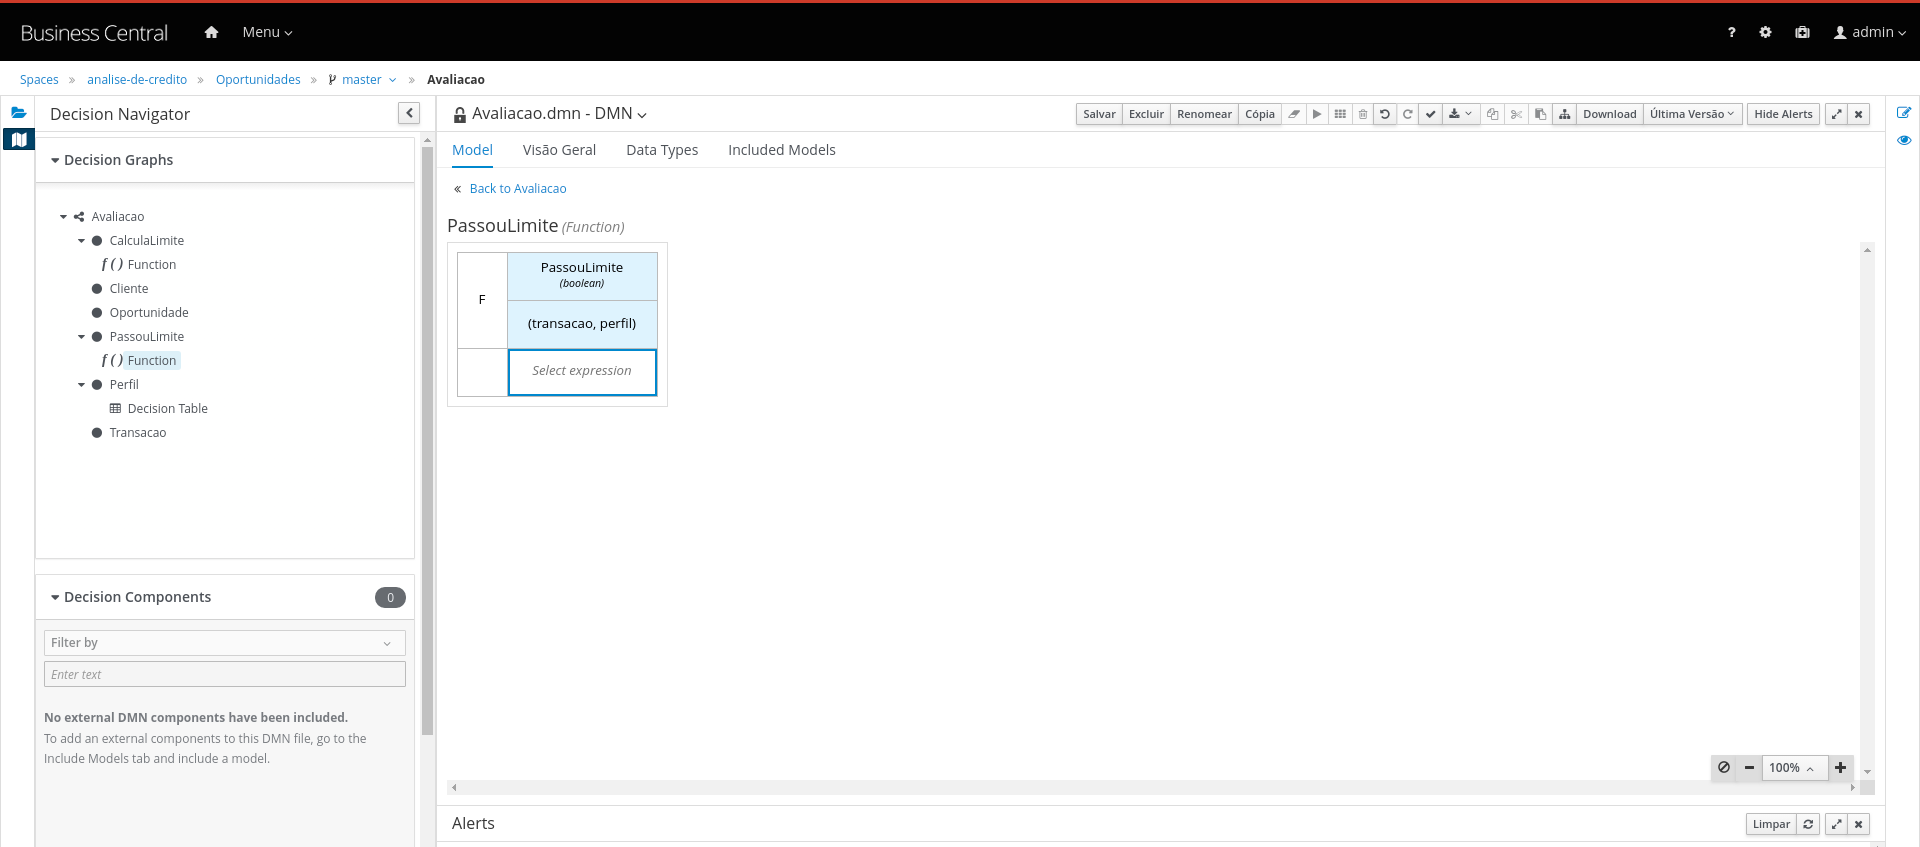 Business Central
Menu
?
admin
Spaces » analise-de-credito » Oportunidades » master » Avaliacao
Decision Navigator
Decision Graphs
Avaliacao
CalculaLimite
f ( ) Function
Cliente
Oportunidade
PassouLimite
f ( ) Function
Perfil
Decision Table
Transacao
Decision Components
0
Filter by
Enter text
No external DMN components have been included.
To add an external components to this DMN file, go to the
Include Models tab and include a model.
Avaliacao.dmn - DMN
Salvar Excluir Renomear Cópia Download Última Versão Hide Alerts
Model Visão Geral Data Types Included Models
« Back to Avaliacao
PassouLimite (Function)
F
PassouLimite
(boolean)
(transacao, perfil)
Select expression
100%
Alerts
Limpar